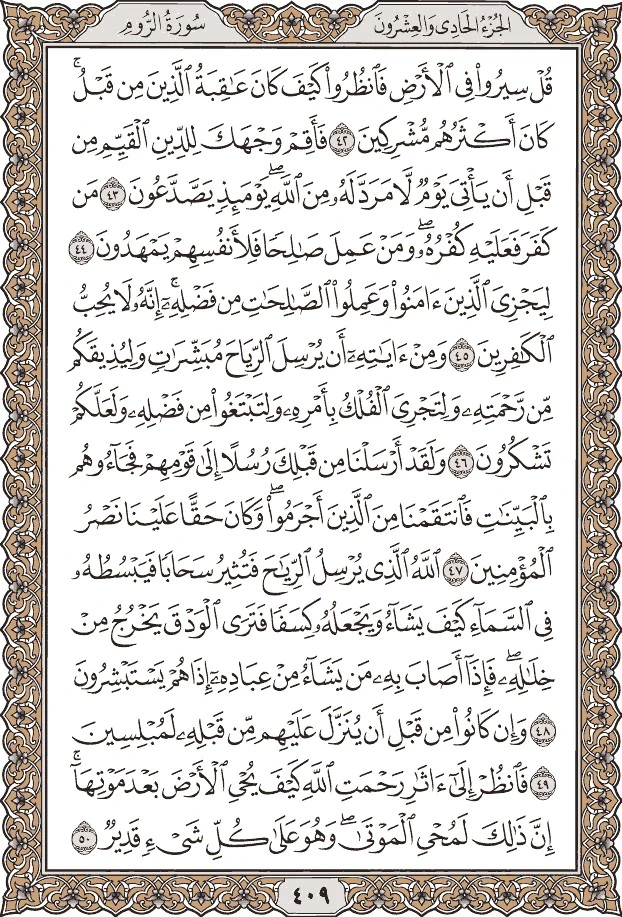 الجُزْءُ الحَادِى وَالعِشْرُونَ
سُورَةُ الرُّومِ
قُلْ سِيرُوا۟ فِى ٱلْأَرْضِ فَٱنظُرُوا۟ كَيْفَ كَانَ عَـٰقِبَةُ ٱلَّذِينَ مِن قَبْلُ ۚ
كَانَ أَكْثَرُهُم مُّشْرِكِينَ ٤٢ فَأَقِمْ وَجْهَكَ لِلدِّينِ ٱلْقَيِّمِ مِن
قَبْلِ أَن يَأْتِىَ يَوْمٌ لَّا مَرَدَّ لَهُۥ مِنَ ٱللَّهِ ۖ يَوْمَئِذٍ يَصَّدَّعُونَ ٤٣ مَن
كَفَرَ فَعَلَيْهِ كُفْرُهُۥ ۖ وَمَنْ عَمِلَ صَـٰلِحًا فَلِأَنفُسِهِمْ يَمْهَدُونَ ٤٤
لِيَجْزِىَ ٱلَّذِينَ ءَامَنُوا۟ وَعَمِلُوا۟ ٱلصَّـٰلِحَـٰتِ مِن فَضْلِهِۦٓ ۚ إِنَّهُۥ لَا يُحِبُّ
ٱلْكَـٰفِرِينَ ٤٥ وَمِنْ ءَايَـٰتِهِۦٓ أَن يُرْسِلَ ٱلرِّيَاحَ مُبَشِّرَٰتٍ وَلِيُذِيقَكُم
مِّن رَّحْمَتِهِۦ وَلِتَجْرِىَ ٱلْفُلْكُ بِأَمْرِهِۦ وَلِتَبْتَغُوا۟ مِن فَضْلِهِۦ وَلَعَلَّكُمْ
تَشْكُرُونَ ٤٦ وَلَقَدْ أَرْسَلْنَا مِن قَبْلِكَ رُسُلًا إِلَىٰ قَوْمِهِمْ فَجَآءُوهُم
بِٱلْبَيِّنَـٰتِ فَٱنتَقَمْنَا مِنَ ٱلَّذِينَ أَجْرَمُوا۟ ۖ وَكَانَ حَقًّا عَلَيْنَا نَصْرُ
ٱلْمُؤْمِنِينَ ٤٧ ٱللَّهُ ٱلَّذِى يُرْسِلُ ٱلرِّيَـٰحَ فَتُثِيرُ سَحَابًا فَيَبْسُطُهُۥ
فِى ٱلسَّمَآءِ كَيْفَ يَشَآءُ وَيَجْعَلُهُۥ كِسَفًا فَتَرَى ٱلْوَدْقَ يَخْرُجُ مِنْ
خِلَـٰلِهِۦ ۖ فَإِذَآ أَصَابَ بِهِۦ مَن يَشَآءُ مِنْ عِبَادِهِۦٓ إِذَا هُمْ يَسْتَبْشِرُونَ
٤٨ وَإِن كَانُوا۟ مِن قَبْلِ أَن يُنَزَّلَ عَلَيْهِم مِّن قَبْلِهِۦ لَمُبْلِسِينَ
٤٩ فَٱنظُرْ إِلَىٰٓ ءَاثَـٰرِ رَحْمَتِ ٱللَّهِ كَيْفَ يُحْىِ ٱلْأَرْضَ بَعْدَ مَوْتِهَآ ۚ
إِنَّ ذَٰلِكَ لَمُحْىِ ٱلْمَوْتَىٰ ۖ وَهُوَ عَلَىٰ كُلِّ شَىْءٍ قَدِيرٌ ٥٠
٤٠٩